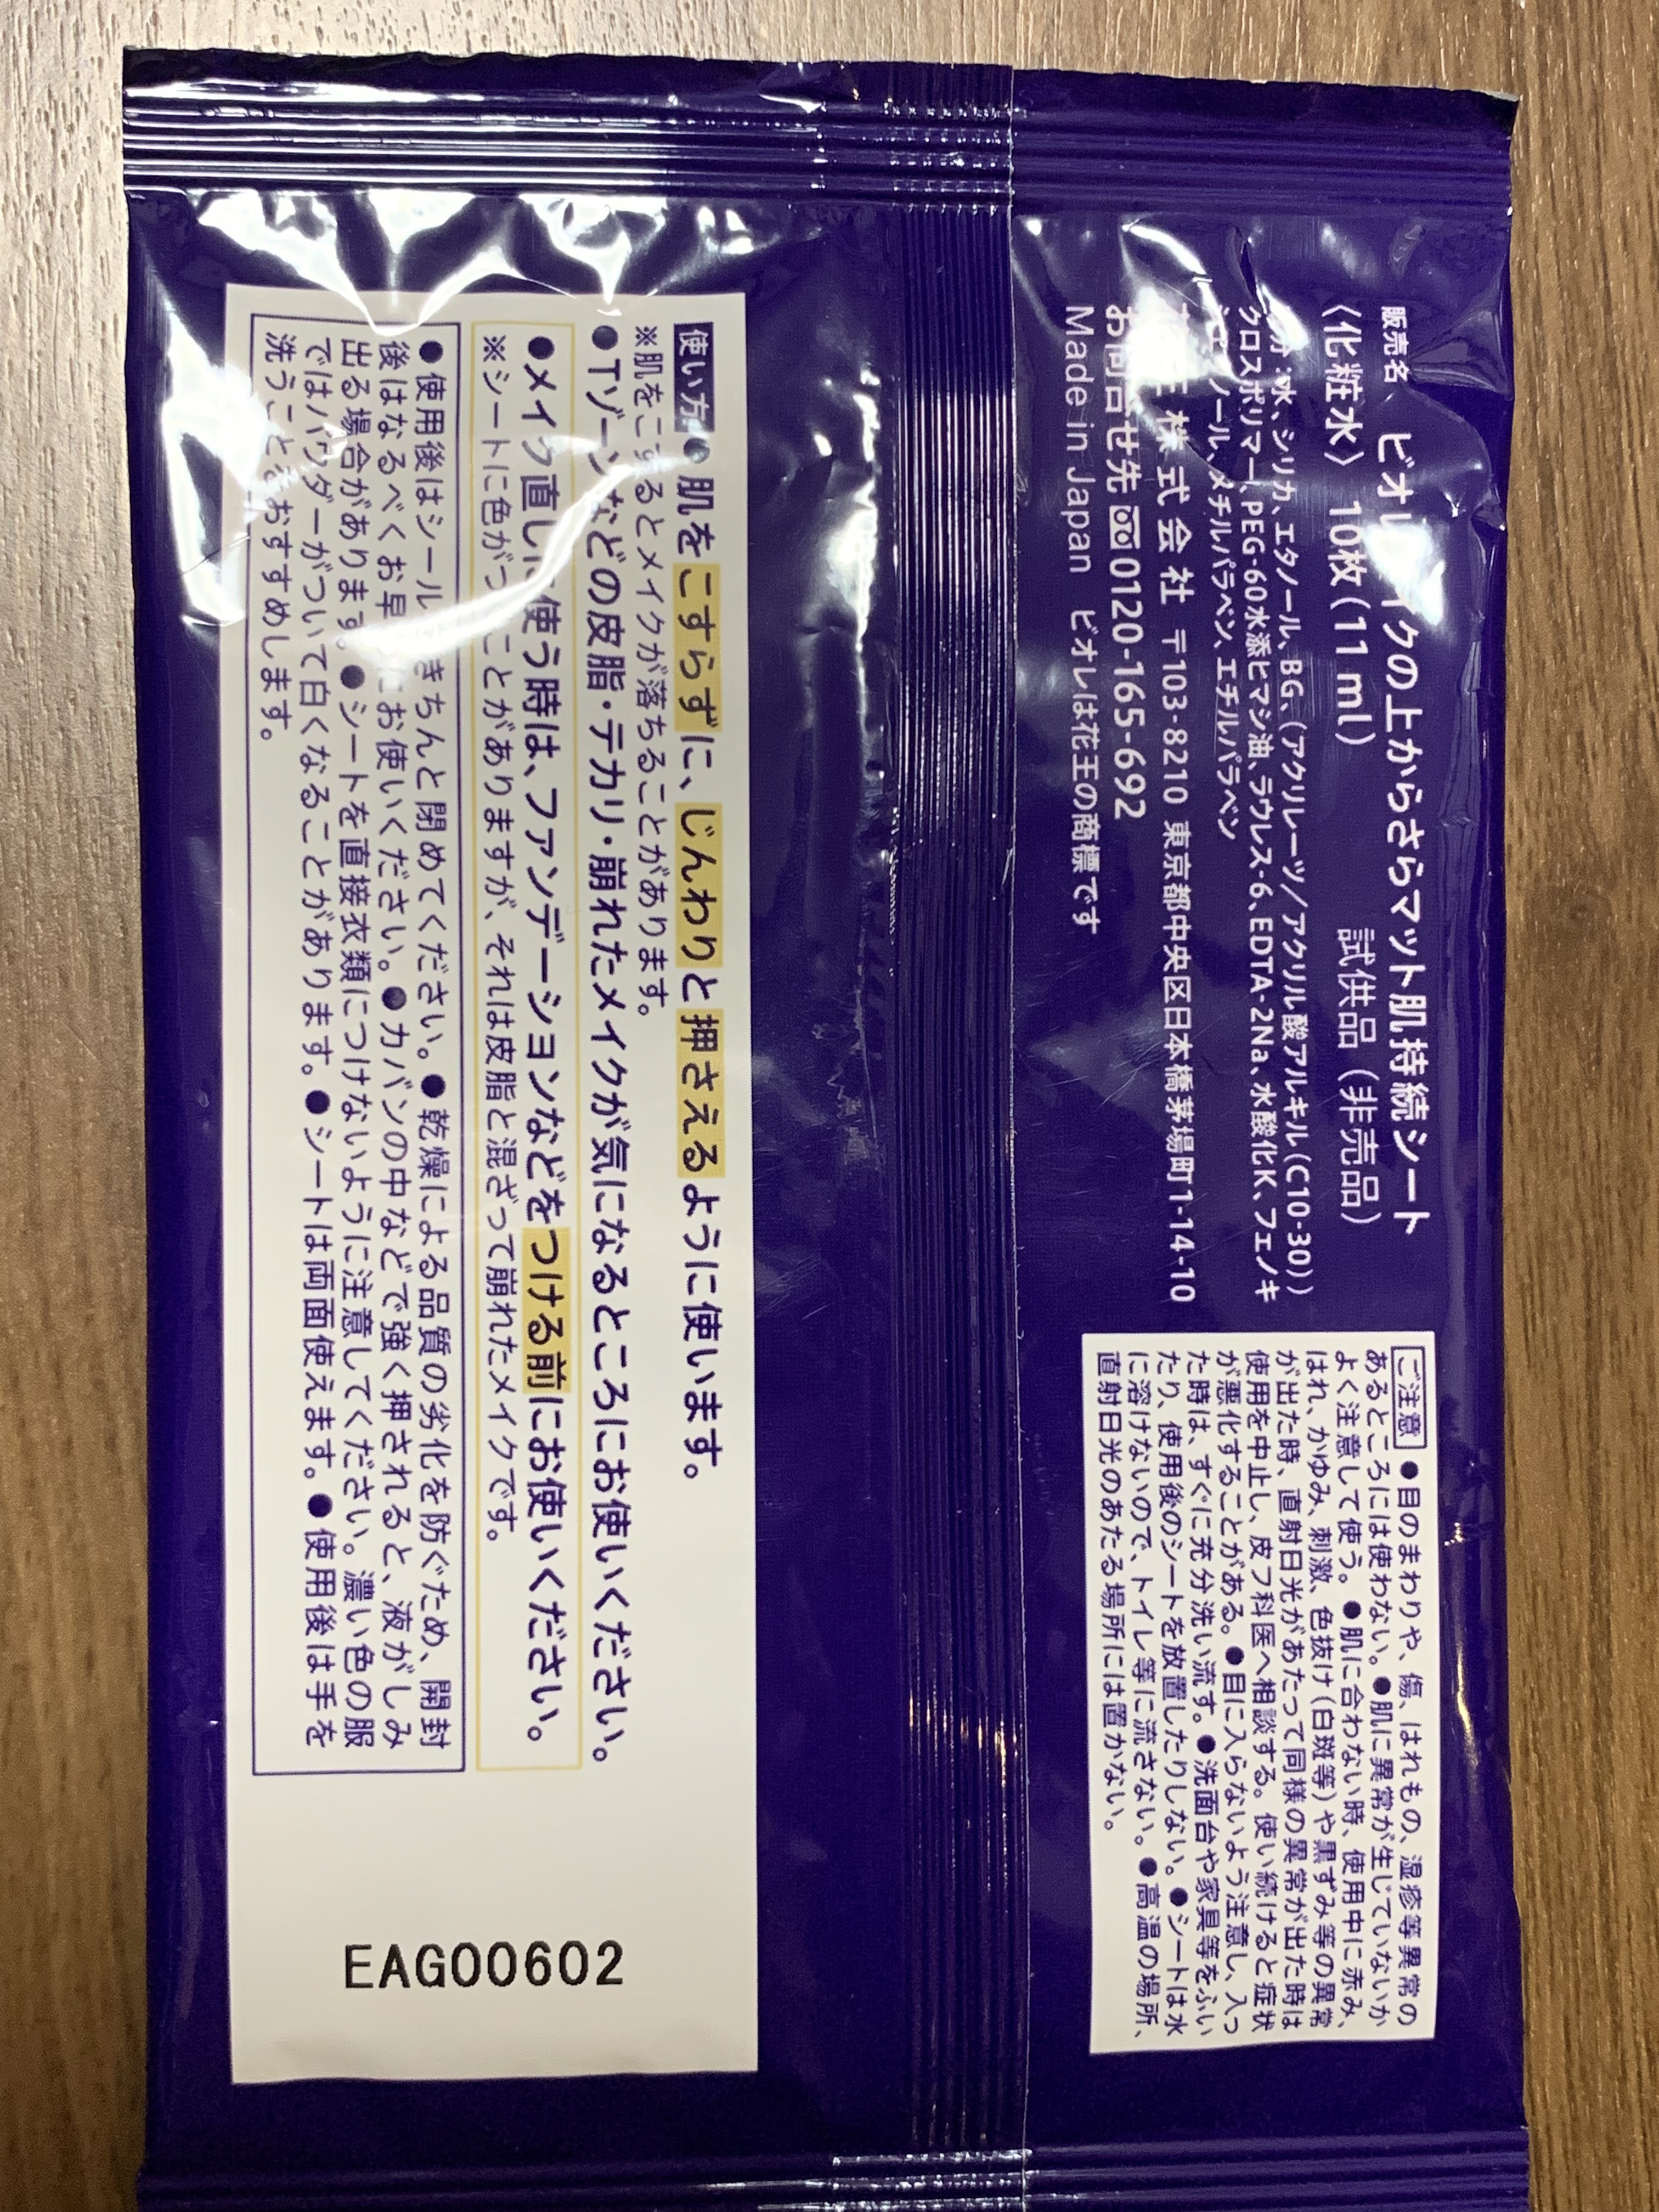 販売名 ビオレ イクの上からさらマット肌持続シート
〈化粧水〉 10枚(11 ml) 試供品(非売品)
分:水、シリカ、エタノール、BG、(アクリレーツ/アクリル酸アルキル(C10-30))
クロスポリマー、PEG-60水添ヒマシ油、ラウレス-6、EDTA-2Na、水酸化K、フェノキ
シエタノール、メチルパラベン、エチルパラベン
株式会社 〒103-8210 東京都中央区日本橋茅場町1-14-10
お問合せ先 0120-165-692
Made in Japan ビオレは花王の商標です
ご注意 ●目のまわりや、傷、はれもの、湿疹等異常の
あるところには使わない。●肌に異常が生じていないか
よく注意して使う。●肌に合わない時、使用中に赤み、
はれ、かゆみ、刺激、色抜け(白斑等)や黒ずみ等の異常
が出た時、直射日光があたって同様の異常が出た時は
使用を中止し、皮フ科医へ相談する。使い続けると症状
が悪化することがある。●目に入らないよう注意し、入っ
た時は、すぐに充分洗い流す。●洗面台や家具等をふい
たり、使用後のシートを放置したりしない。●シートは水
に溶けないので、トイレ等に流さない。●高温の場所、
直射日光のあたる場所には置かない。
使い方 ●肌をこすらずに、じんわりと押さえるように使います。
※肌をこするとメイクが落ちることがあります。
●Tゾーンなどの皮脂・テカリ・崩れたメイクが気になるところにお使いください。
●メイク直しに使う時は、ファンデーションなどをつける前にお使いください。
※シートに色がつくことがありますが、それは皮脂と混ざって崩れたメイクです。
●使用後はシール きちんと閉めてください。●乾燥による品質の劣化を防ぐため、開封
後はなるべくお早 にお使いください。●カバンの中などで強く押されると、液がしみ
出る場合があります。●シートを直接衣類につけないように注意してください。濃い色の服
ではパウダーがついて白くなることがあります。●シートは両面使えます。●使用後は手を
洗うことをおすすめします。
EAG00602